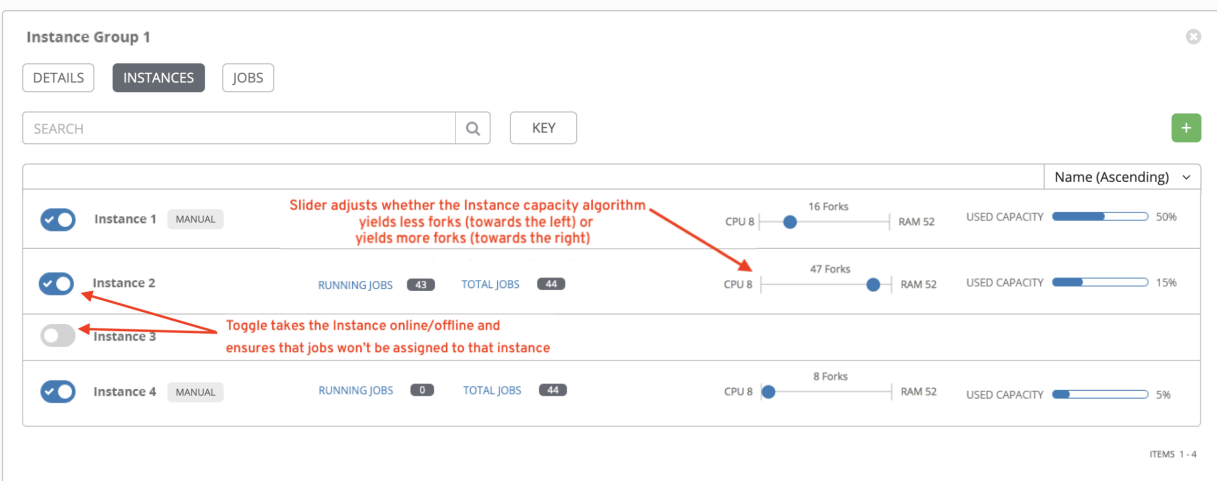 Instance Group 1
DETAILS INSTANCES JOBS
SEARCH KEY +
Name (Ascending)
Instance 1 MANUAL
Slider adjusts whether the Instance capacity algorithm
yields less forks (towards the left) or
yields more forks (towards the right)
16 Forks
CPU 8 RAM 52 USED CAPACITY 50%
Instance 2 RUNNING JOBS 43 TOTAL JOBS 44
47 Forks
CPU 8 RAM 52 USED CAPACITY 15%
Toggle takes the Instance online/offline and
ensures that jobs won't be assigned to that instance
Instance 3
Instance 4 MANUAL RUNNING JOBS 0 TOTAL JOBS 44
8 Forks
CPU 8 RAM 52 USED CAPACITY 5%
ITEMS 1 - 4